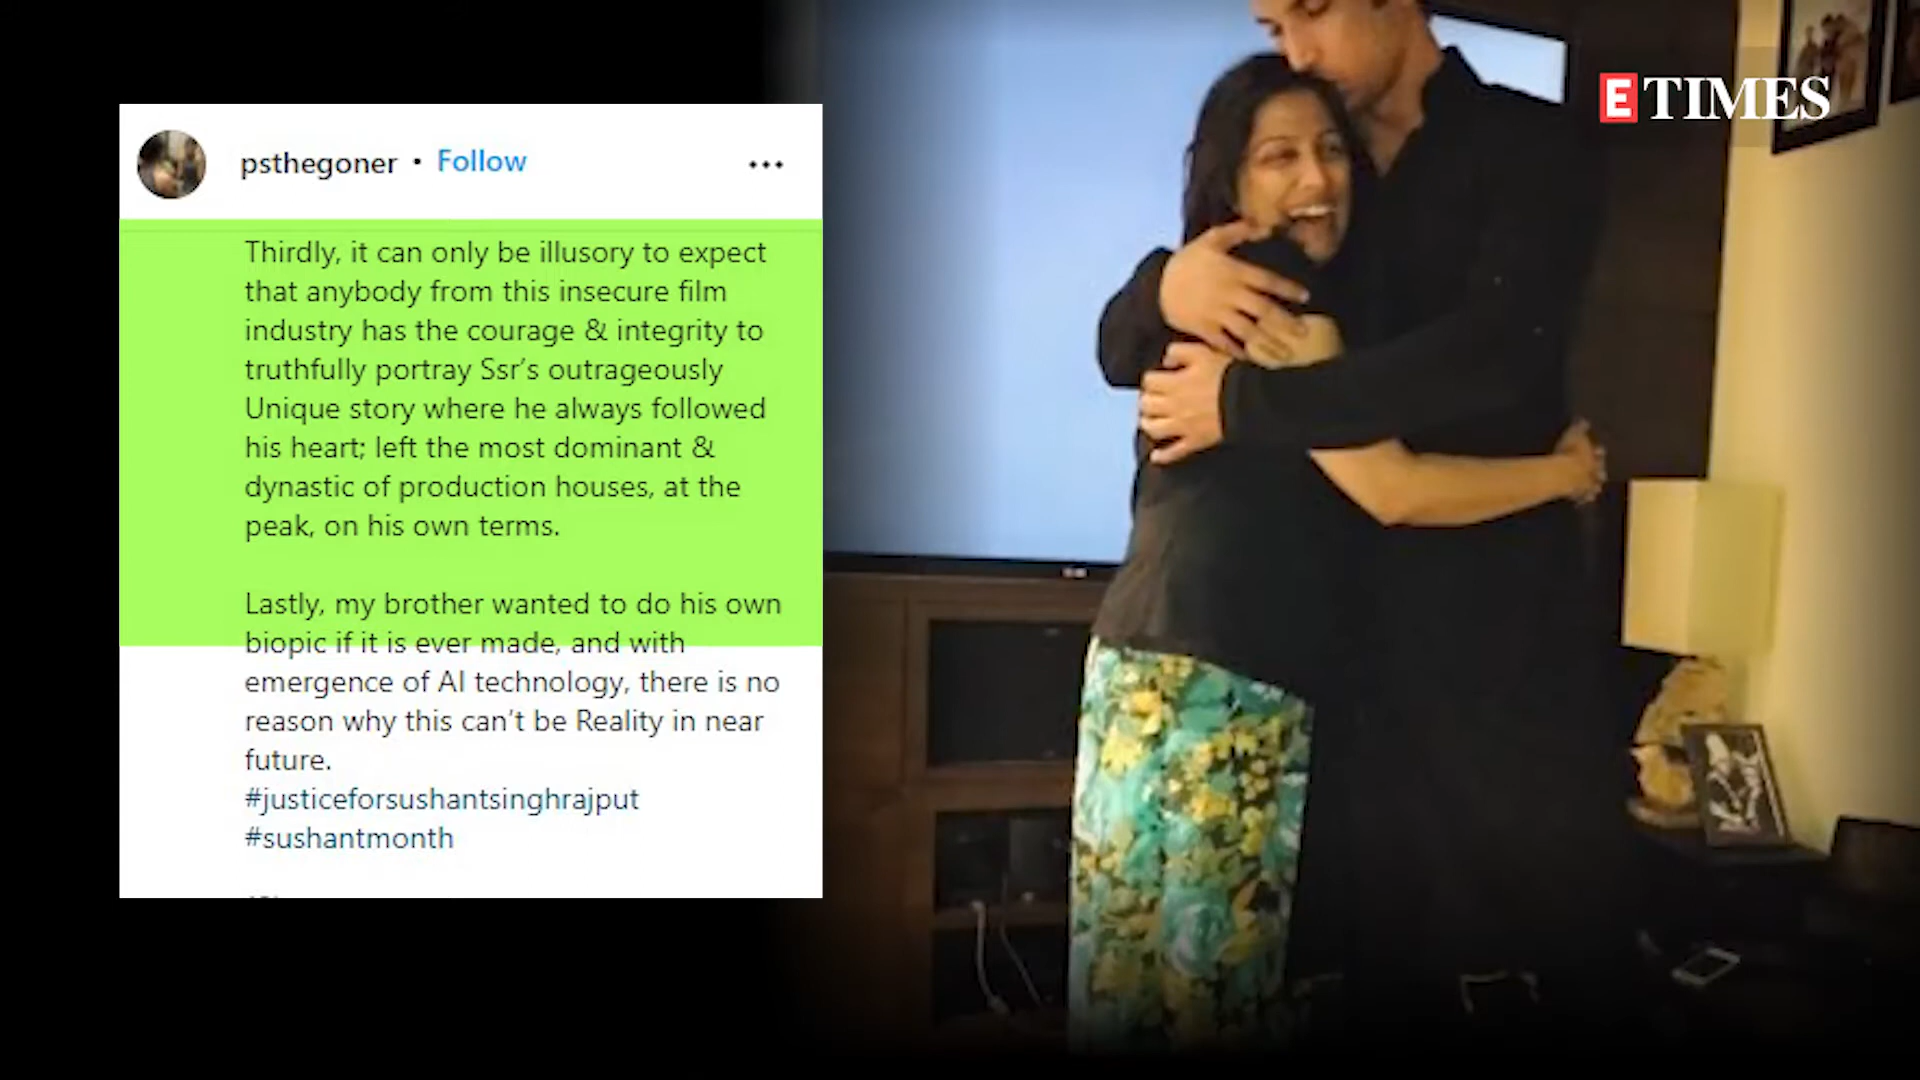 E TIMES
psthegoner • Follow
Thirdly, it can only be illusory to expect
that anybody from this insecure film
industry has the courage & integrity to
truthfully portray Ssr's outrageously
Unique story where he always followed
his heart; left the most dominant &
dynastic of production houses, at the
peak, on his own terms.
Lastly, my brother wanted to do his own
biopic if it is ever made, and with
emergence of AI technology, there is no
reason why this can't be Reality in near
future.
#justiceforsushantsinghrajput
#sushantmonth